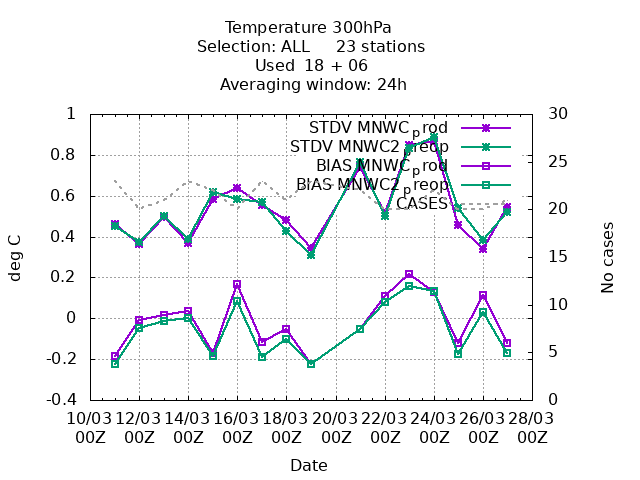 Temperature 300hPa
Selection: ALL 23 stations
Used 18 + 06
Averaging window: 24h
1
0.8
0.6
0.4
0.2
0
-0.2
-0.4
deg C
30
25
20
15
10
5
0
No cases
STDV MNWC_prod
STDV MNWC2_preop
BIAS MNWC_prod
BIAS MNWC2_preop
CASES
10/03 12/03 14/03 16/03 18/03 20/03 22/03 24/03 26/03 28/03
00Z 00Z 00Z 00Z 00Z 00Z 00Z 00Z 00Z 00Z
Date